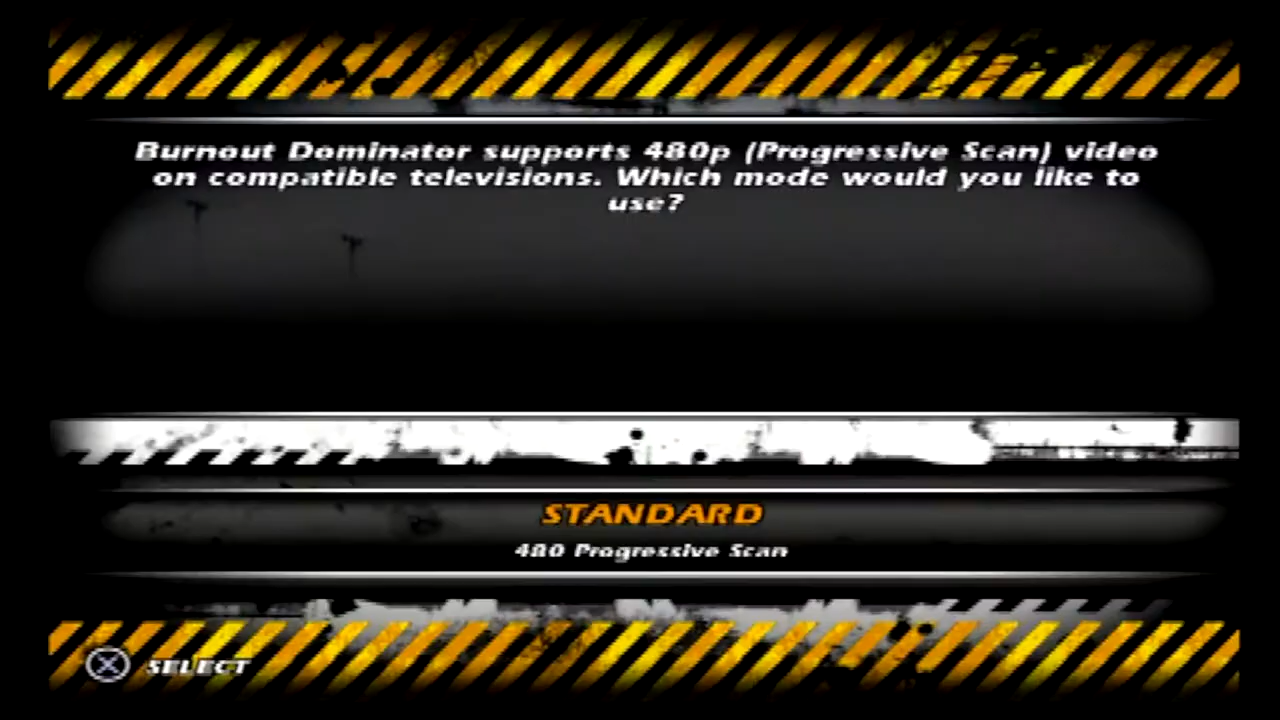 Burnout Dominator supports 480p (Progressive Scan) video
on compatible televisions. Which mode would you like to
use?
STANDARD
480 Progressive Scan
SELECT